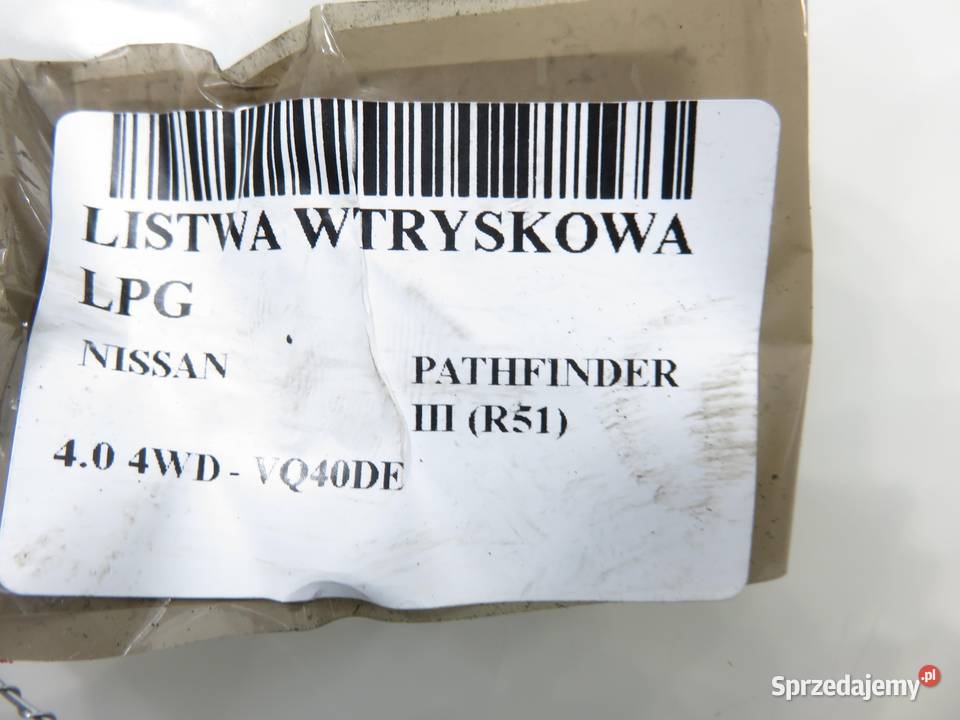 LISTWA WTRYSKOWA
LPG
NISSAN
PATHFINDER
III (R51)
4.0 4WD - VQ40DE
Sprzedajemy.pl